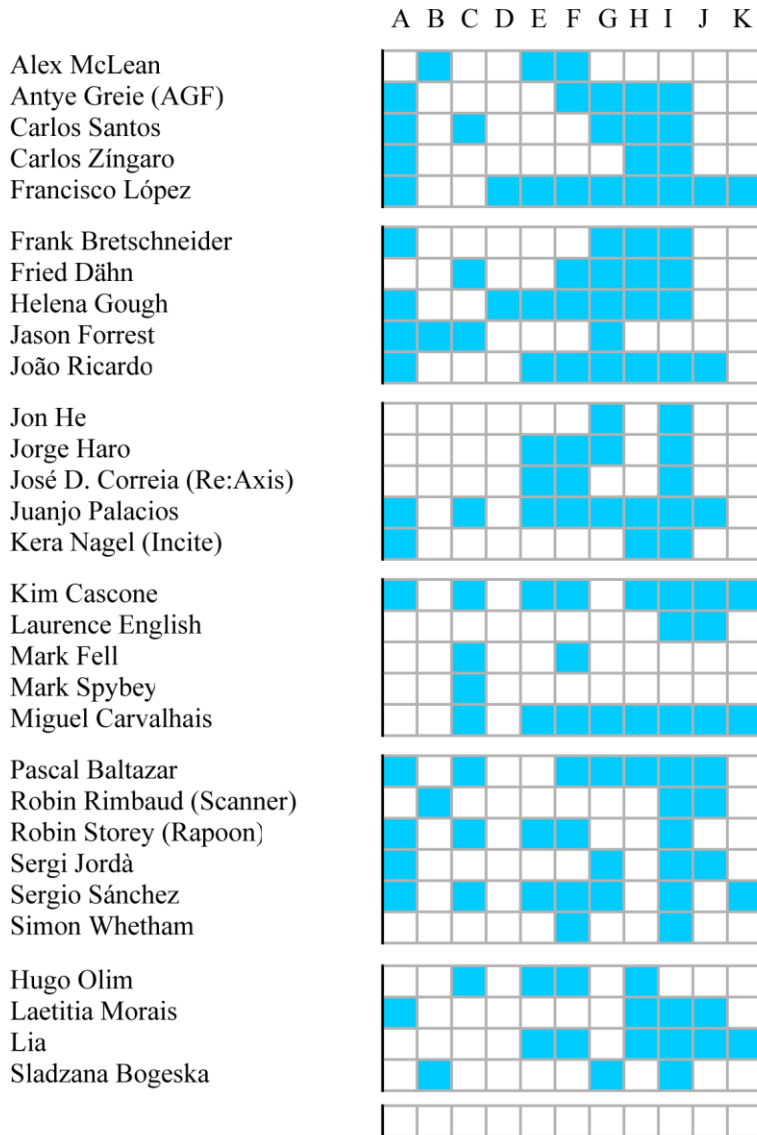 A B C D E F G H I J K
Alex McLean
Antye Greie (AGF)
Carlos Santos
Carlos Zíngaro
Francisco López
Frank Bretschneider
Fried Dähn
Helena Gough
Jason Forrest
João Ricardo
Jon He
Jorge Haro
José D. Correia (Re:Axis)
Juanjo Palacios
Kera Nagel (Incite)
Kim Cascone
Laurence English
Mark Fell
Mark Spybey
Miguel Carvalhais
Pascal Baltazar
Robin Rimbaud (Scanner)
Robin Storey (Rapoon)
Sergi Jordà
Sergio Sánchez
Simon Whetham
Hugo Olim
Laetitia Morais
Lia
Sladzana Bogeska